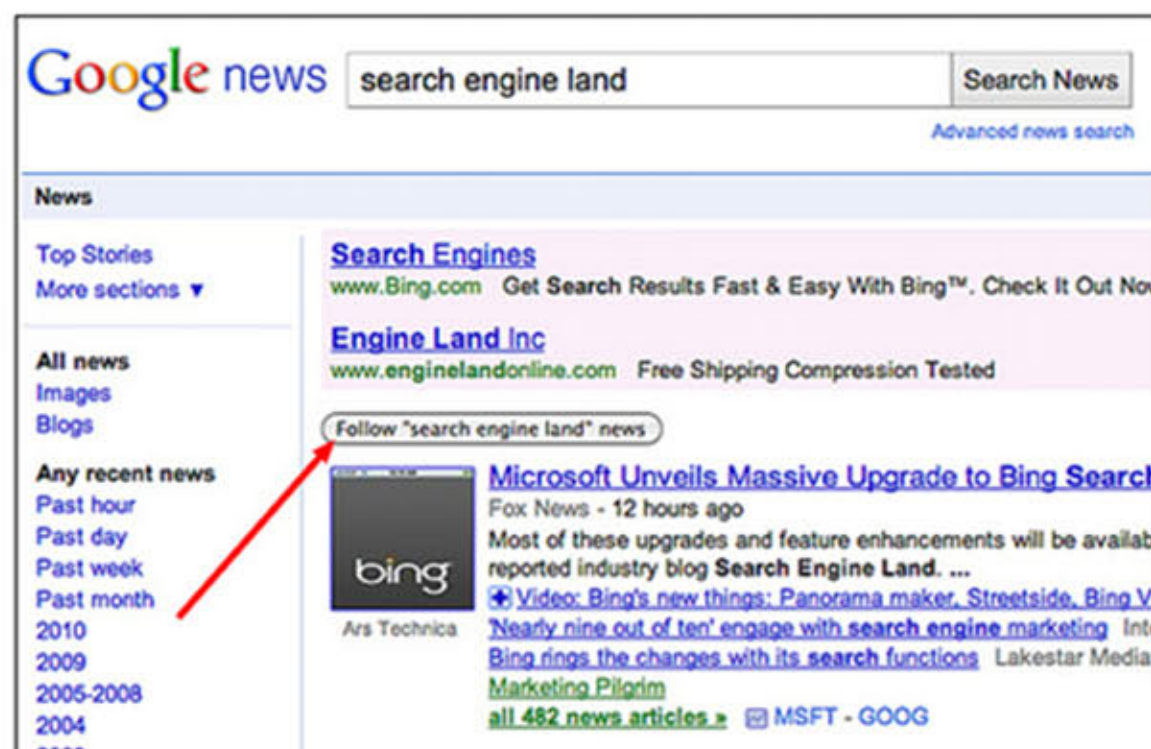 Google news
search engine land
Search News
Advanced news search
News
Top Stories
More sections ▼
All news
Images
Blogs
Any recent news
Past hour
Past day
Past week
Past month
2010
2009
2005-2008
2004
Search Engines
www.Bing.com Get Search Results Fast & Easy With Bing™. Check It Out
Engine Land Inc
www.enginelandonline.com Free Shipping Compression Tested
Follow "search engine land" news
bing
Ars Technica
Microsoft Unveils Massive Upgrade to Bing Search
Fox News - 12 hours ago
Most of these upgrades and feature enhancements will be
reported industry blog Search Engine Land. ...
Video: Bing's new things: Panorama maker, Streetside, Bing
'Nearly nine out of ten' engage with search engine marketing
Bing rings the changes with its search functions Lakestar Media
Marketing Pilgrim
all 482 news articles »
MSFT - GOOG